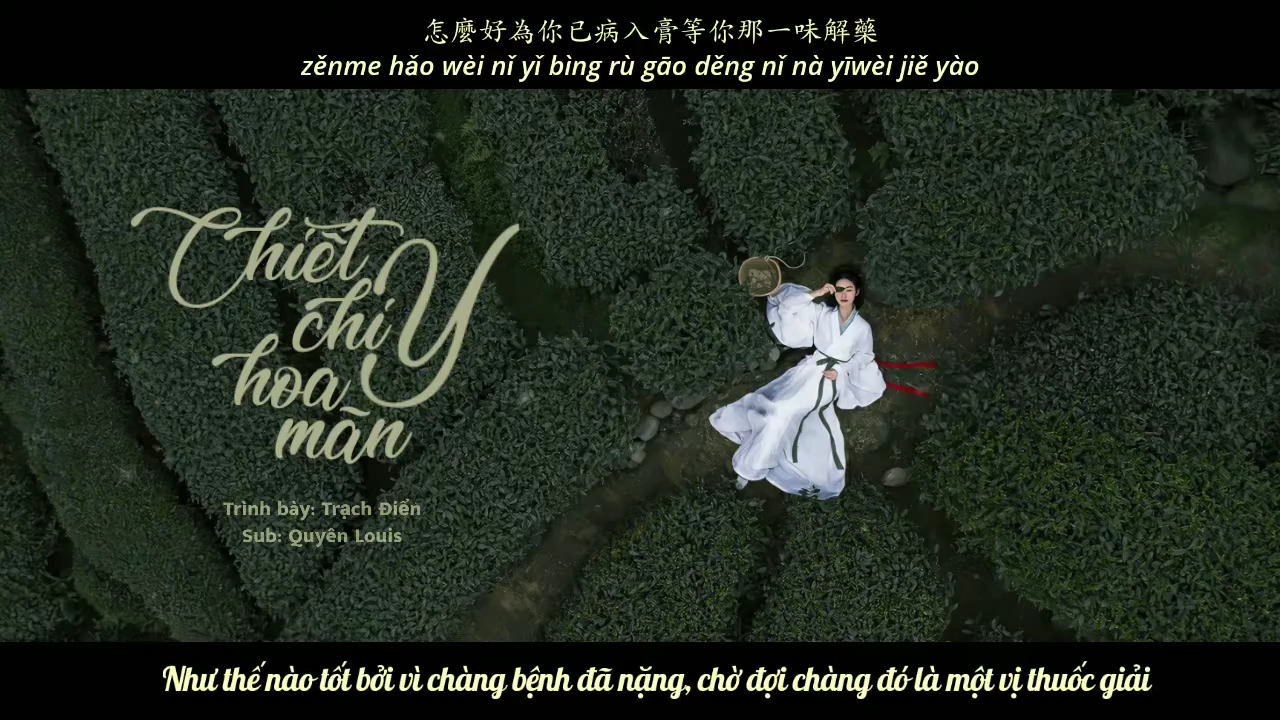 怎麼好為你已病入膏等你那一味解藥
zěnme hǎo wèi nǐ yǐ bìng rù gāo děng nǐ nà yīwèi jiě yào
Chiết
chi Y
hoa
mãn
Trình bày: Trạch Điển
Sub: Quyên Louis
Như thế nào tốt bởi vì chàng bệnh đã nặng, chờ đợi chàng đó là một vị thuốc giải